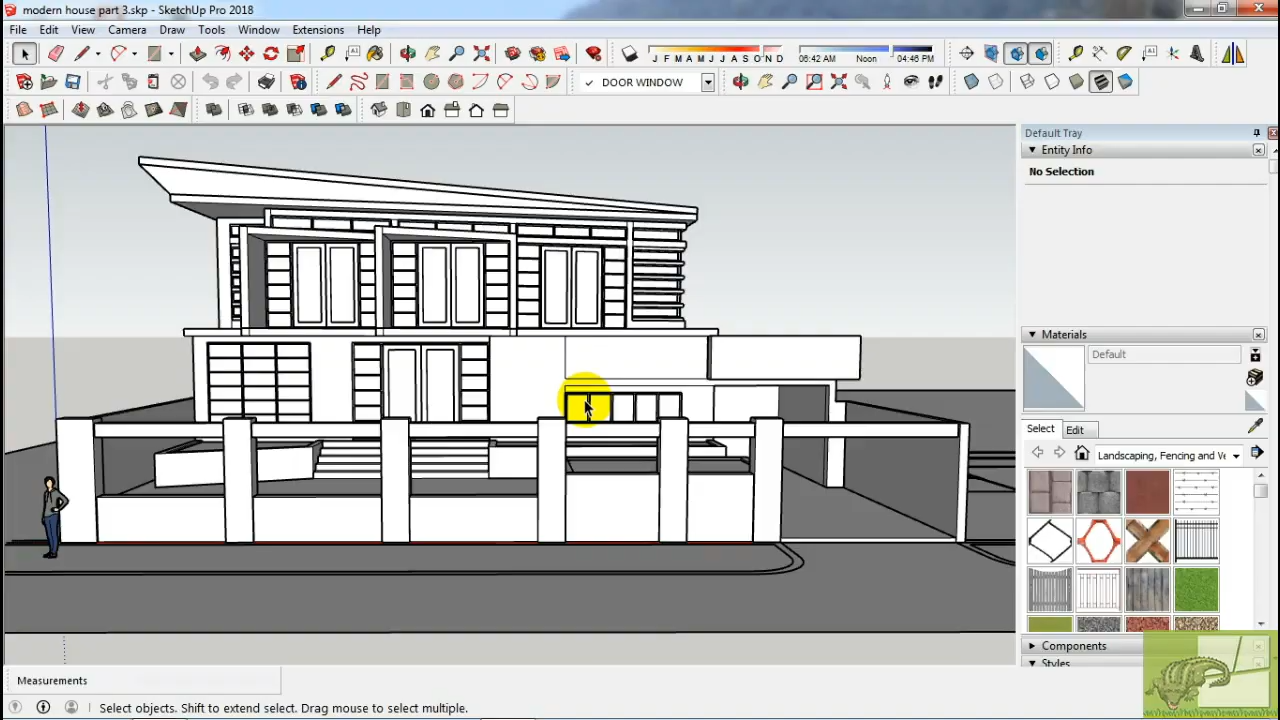 modern house part 3.skp - SketchUp Pro 2018
File Edit View Camera Draw Tools Window Extensions Help
J F M A M J J A S O N D 06:42 AM Noon 04:46 PM
✓ DOOR WINDOW
Default Tray
Entity Info
No Selection
Materials
Default
Select Edit
Landscaping, Fencing and Ve
Components
Styles
Measurements
Select objects. Shift to extend select. Drag mouse to select multiple.